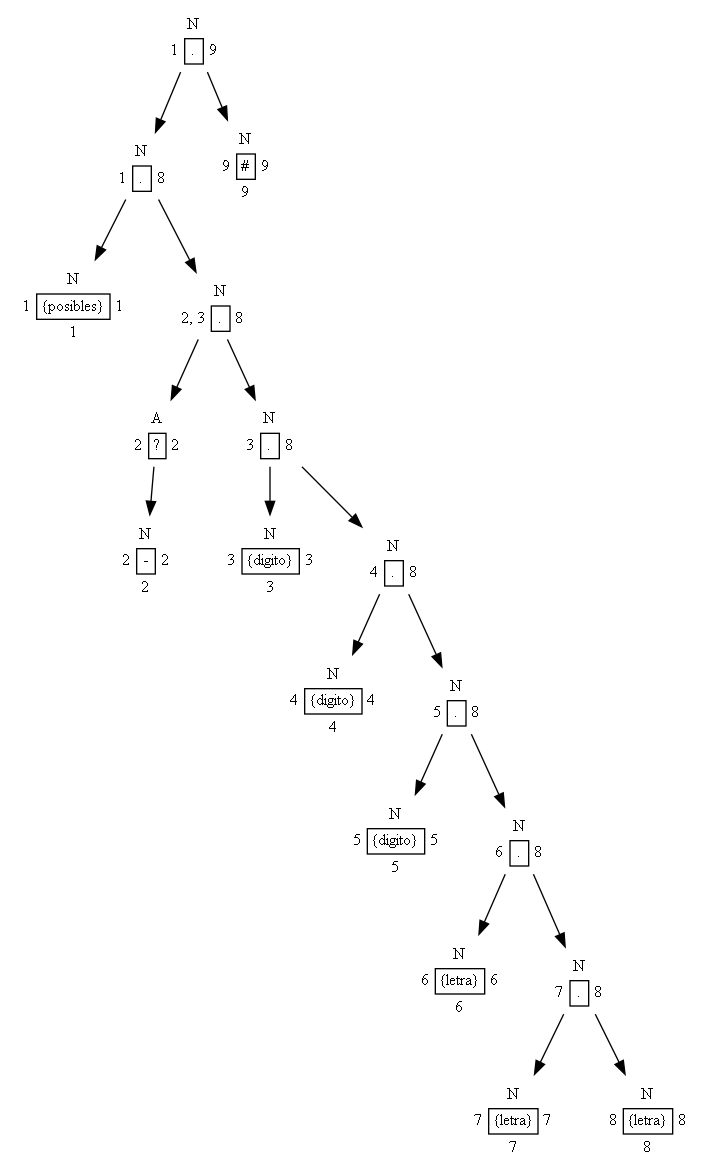 N
1 . 9
N
9 # 9
9
N
1 . 8
N
1 {posibles} 1
1
N
2, 3 . 8
A
2 ? 2
N
3 . 8
N
2 - 2
2
N
3 {digito} 3
3
N
4 . 8
N
4 {digito} 4
4
N
5 . 8
N
5 {digito} 5
5
N
6 . 8
N
6 {letra} 6
6
N
7 . 8
N
7 {letra} 7
7
N
8 {letra} 8
8